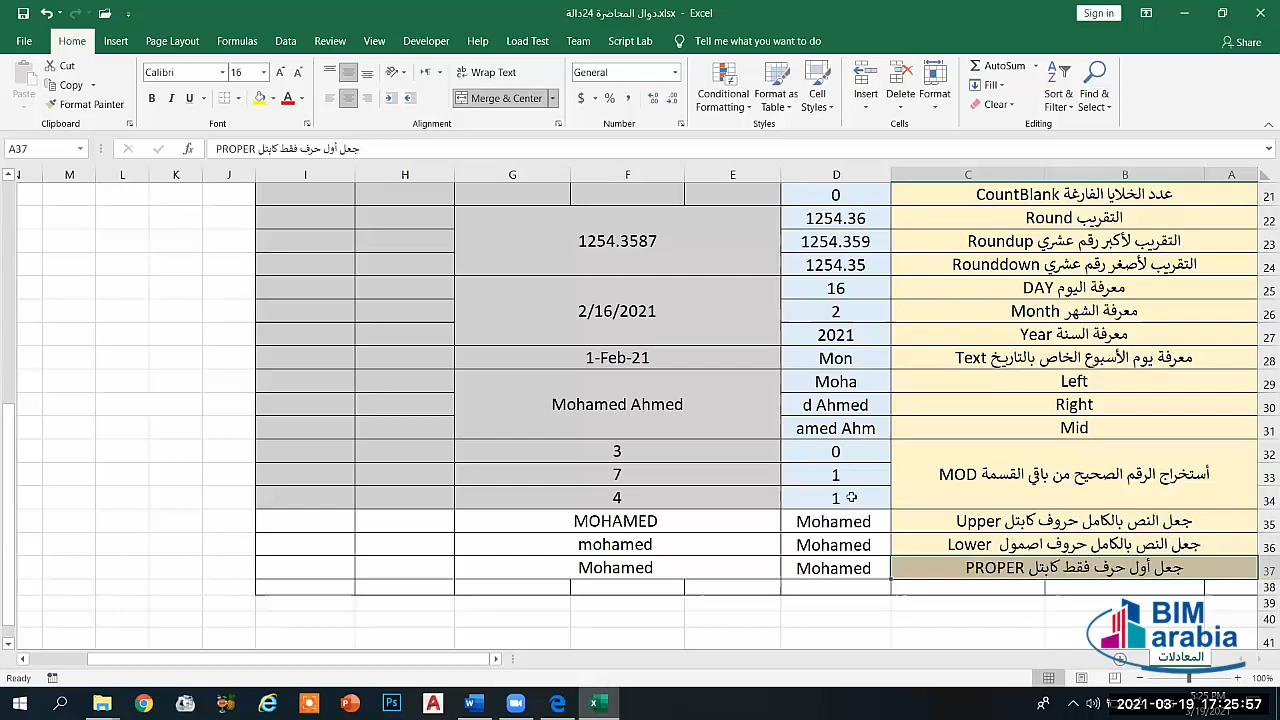 دوال المحاضرة 24دالة.xlsx - Excel
Sign in
File Home Insert Page Layout Formulas Data Review View Developer Help Load Test Team Script Lab Tell me what you want to do Share
Paste Cut Copy Format Painter Clipboard
Calibri 16 B I U Font
Wrap Text Merge & Center Alignment
General $ % , Number
Conditional Formatting Format as Table Cell Styles Styles
Insert Delete Format Cells
AutoSum Fill Clear Sort & Filter Find & Select Editing
A37 fx جعل أول حرف فقط كابتل PROPER
M L K J I H G F E D C B A
21 عدد الخلايا الفارغة CountBlank 0
22 التقريب Round 1254.36
23 التقريب لأكبر رقم عشري Roundup 1254.359 1254.3587
24 التقريب لأصغر رقم عشري Rounddown 1254.35
25 معرفة اليوم DAY 16
26 معرفة الشهر Month 2 2/16/2021
27 معرفة السنة Year 2021
28 معرفة يوم الأسبوع الخاص بالتاريخ Text Mon 1-Feb-21
29 Left Moha
30 Right d Ahmed Mohamed Ahmed
31 Mid amed Ahm
32 0 3
33 أستخراج الرقم الصحيح من باقي القسمة MOD 1 7
34 1 4
35 جعل النص بالكامل حروف كابتل Upper Mohamed MOHAMED
36 جعل النص بالكامل حروف اصمول Lower Mohamed mohamed
37 جعل أول حرف فقط كابتل PROPER Mohamed Mohamed
38
39
40
41
BIM
arabia
المعادلات
Ready 100%
5:25 PM
3/19/2021
2021-03-19 17:25:57